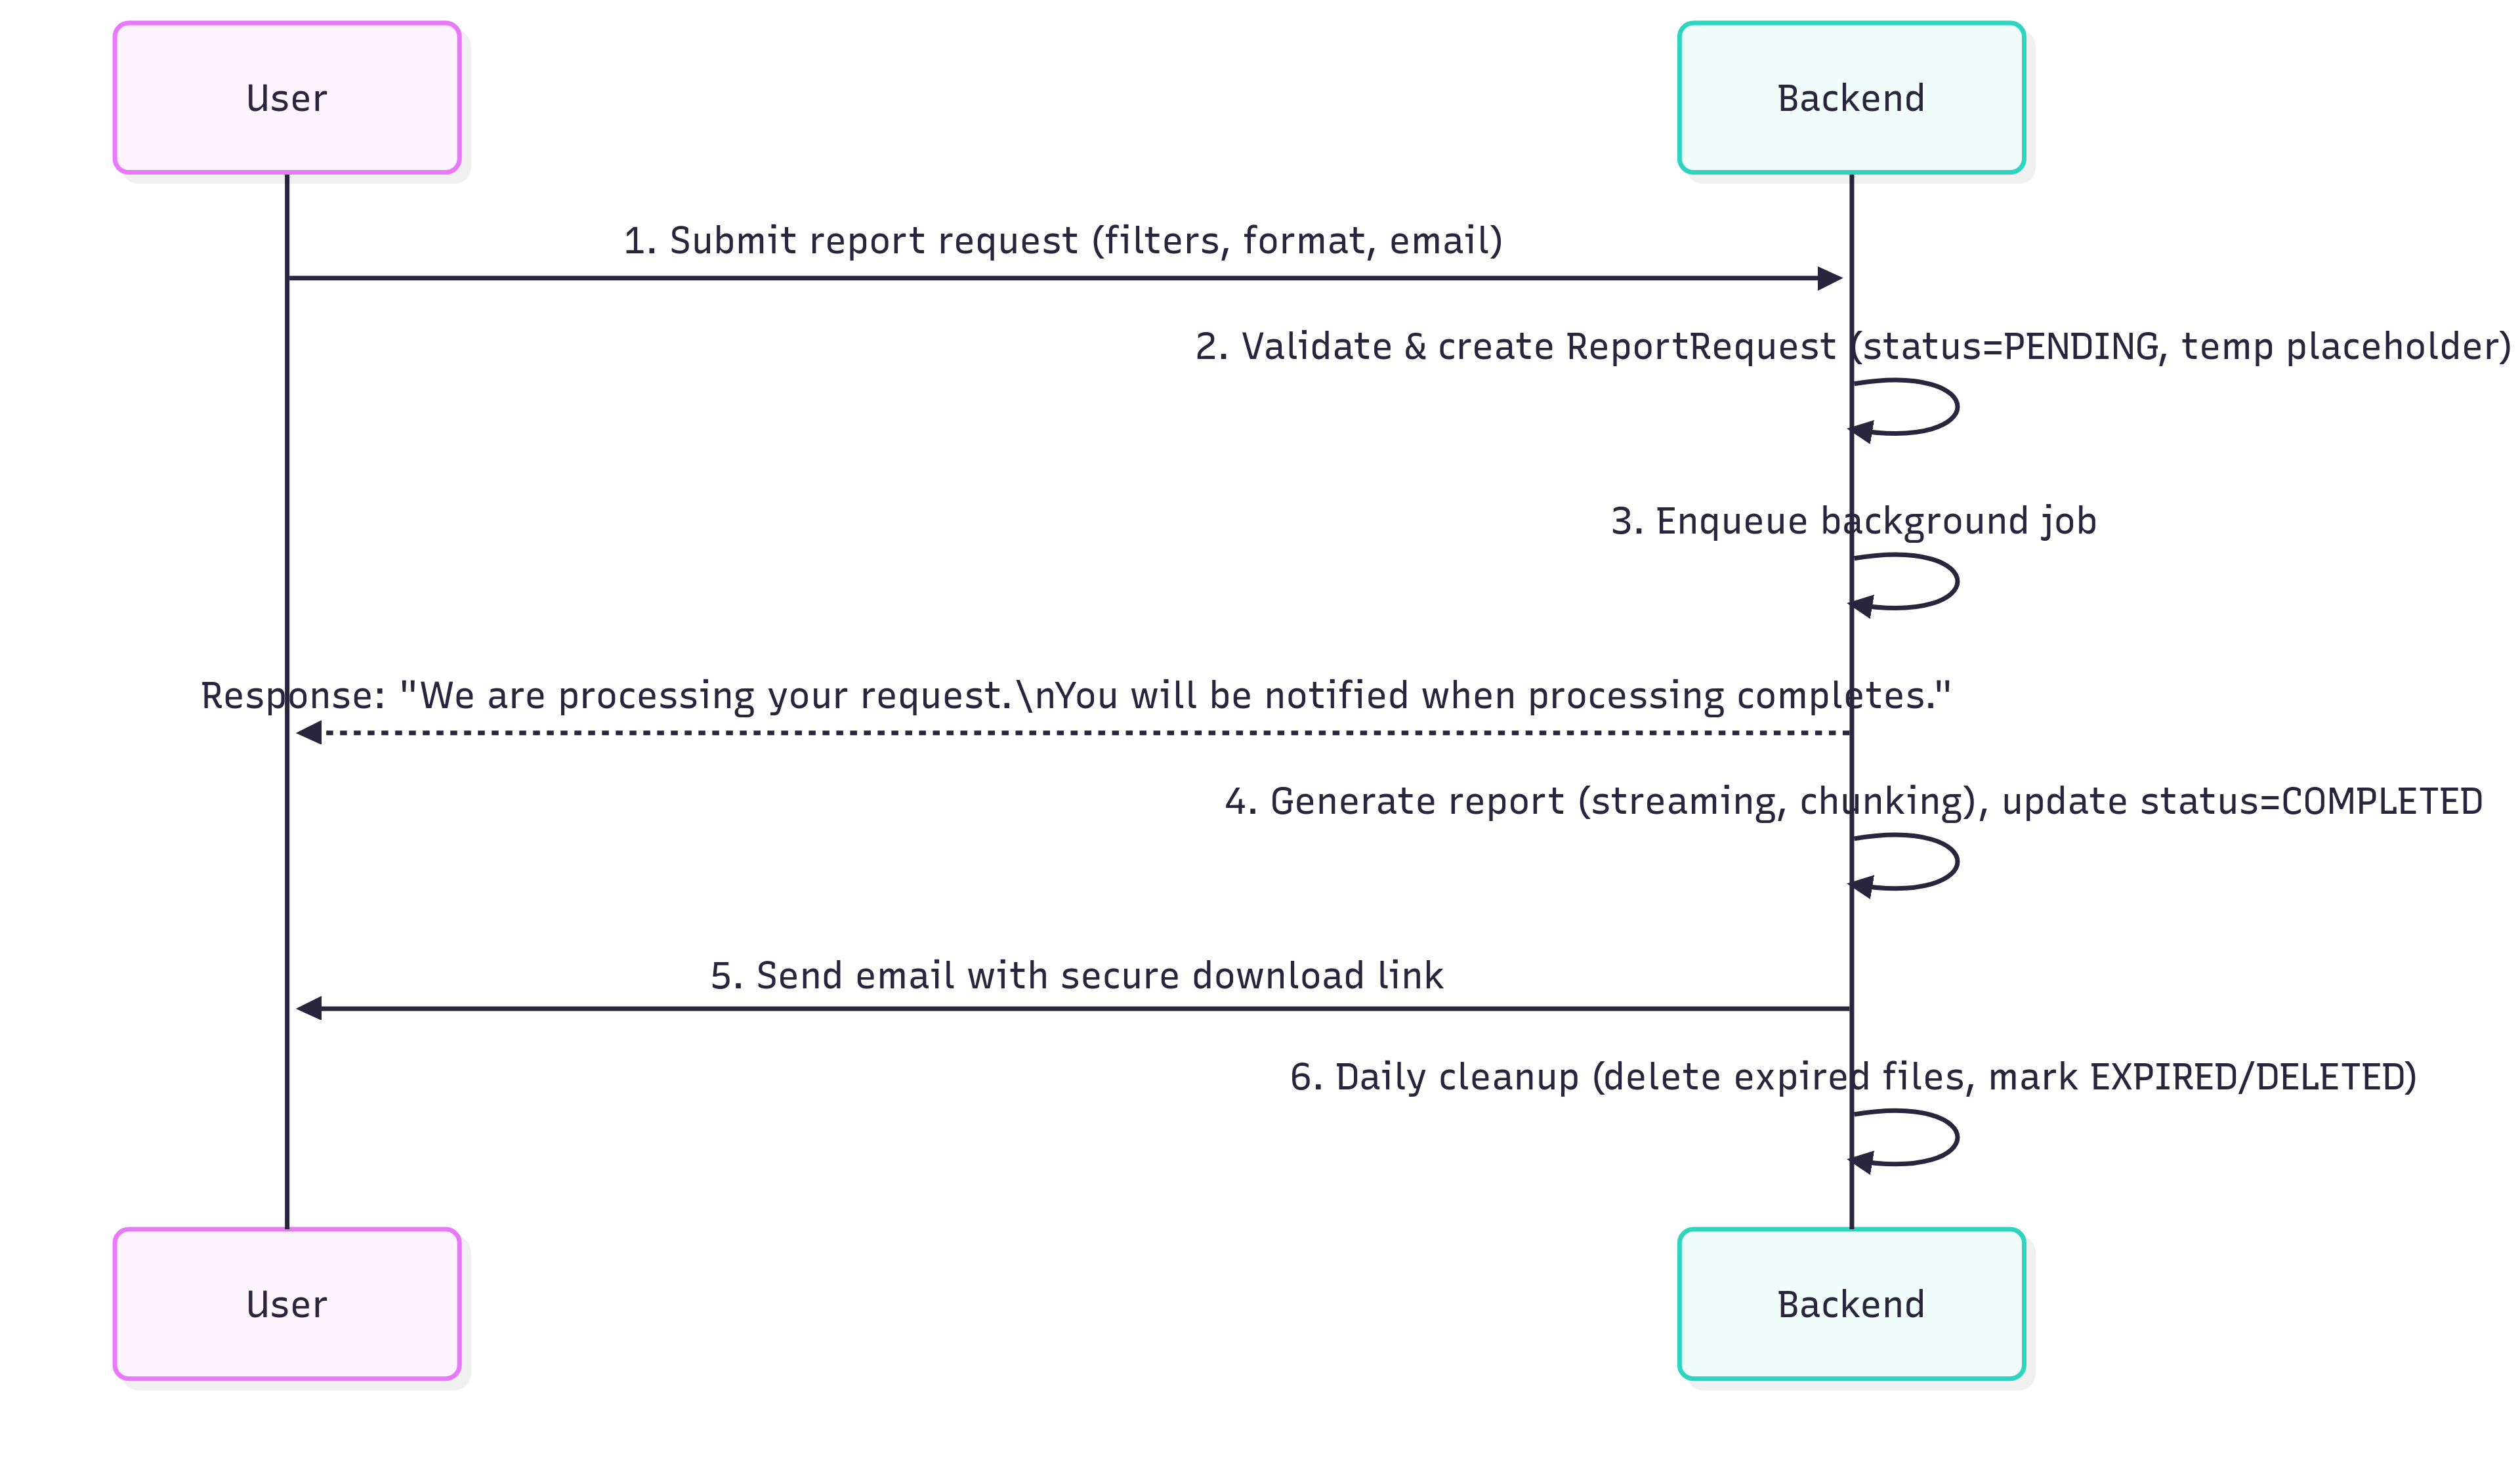 User
Backend
1. Submit report request (filters, format, email)
2. Validate & create ReportRequest (status=PENDING, temp placeholder)
3. Enqueue background job
Response: "We are processing your request.\nYou will be notified when processing completes."
4. Generate report (streaming, chunking), update status=COMPLETED
5. Send email with secure download link
6. Daily cleanup (delete expired files, mark EXPIRED/DELETED)
User
Backend